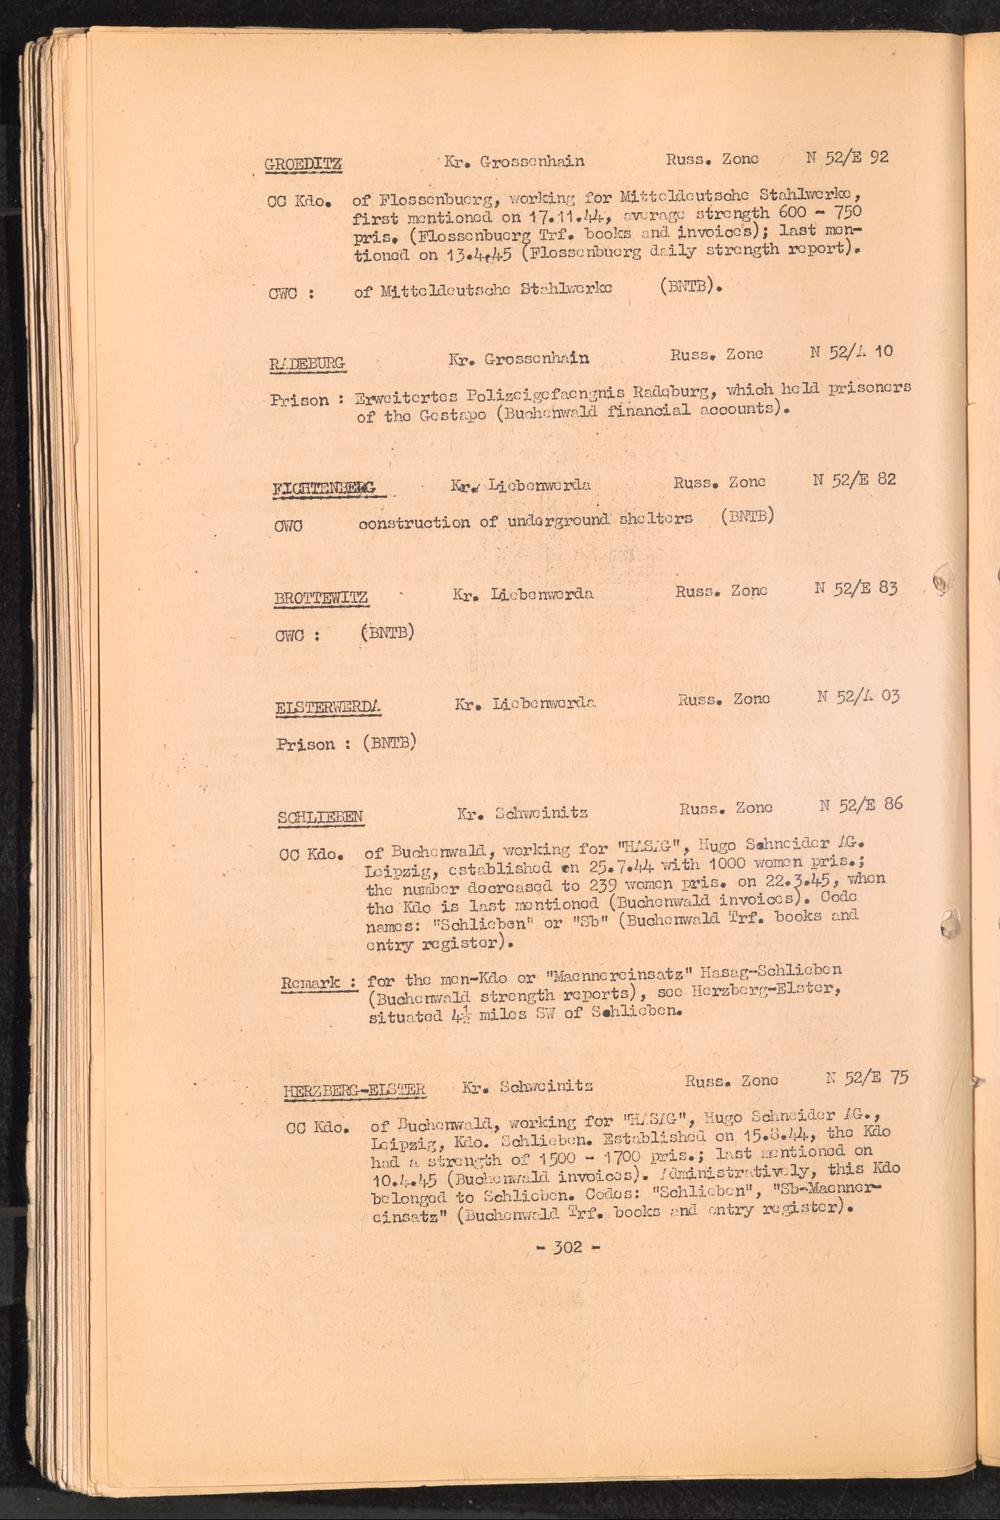 GROEDITZ Kr. Grossenhain Russ. Zone N 52/E 92
CC Kdo. of Flossenbuerg, working for Mitteldeutsche Stahlwerke,
first mentioned on 17.11.44, average strength 600 - 750
pris. (Flossenbuerg Trf. books and invoices); last men-
tioned on 13.4.45 (Flossenbuerg daily strength report).
CWC : of Mitteldeutsche Stahlwerke (BNTB).
RADEBURG Kr. Grossenhain Russ. Zone N 52/A 10
Prison : Erweitertes Polizeigefaengnis Radeburg, which held prisoners
of the Gestapo (Buchenwald financial accounts).
FICHTENBERG Kr. Liebenwerda Russ. Zone N 52/E 82
CWC construction of underground shelters (BNTB)
BROTTEWITZ Kr. Liebenwerda Russ. Zone N 52/E 83
CWC : (BNTB)
ELSTERWERDA Kr. Liebenwerda Russ. Zone N 52/A 03
Prison : (BNTB)
SCHLIEBEN Kr. Schweinitz Russ. Zone N 52/E 86
CC Kdo. of Buchenwald, working for "HASAG", Hugo Schneider AG.
Leipzig, established on 25.7.44 with 1000 women pris.;
the number decreased to 239 women pris. on 22.3.45, when
the Kdo is last mentioned (Buchenwald invoices). Code
names: "Schlieben" or "Sb" (Buchenwald Trf. books and
entry register).
Remark : for the men-Kdo or "Maennereinsatz" Hasag-Schlieben
(Buchenwald strength reports), see Herzberg-Elster,
situated 4½ miles SW of Schlieben.
HERZBERG-ELSTER Kr. Schweinitz Russ. Zone N 52/E 75
CC Kdo. of Buchenwald, working for "HASAG", Hugo Schneider AG.,
Leipzig, Kdo. Schlieben. Established on 15.8.44, the Kdo
had a strength of 1500 - 1700 pris.; last mentioned on
10.4.45 (Buchenwald invoices). Administratively, this Kdo
belonged to Schlieben. Codes: "Schlieben", "Sb-Maenner-
einsatz" (Buchenwald Trf. books and entry register).
- 302 -